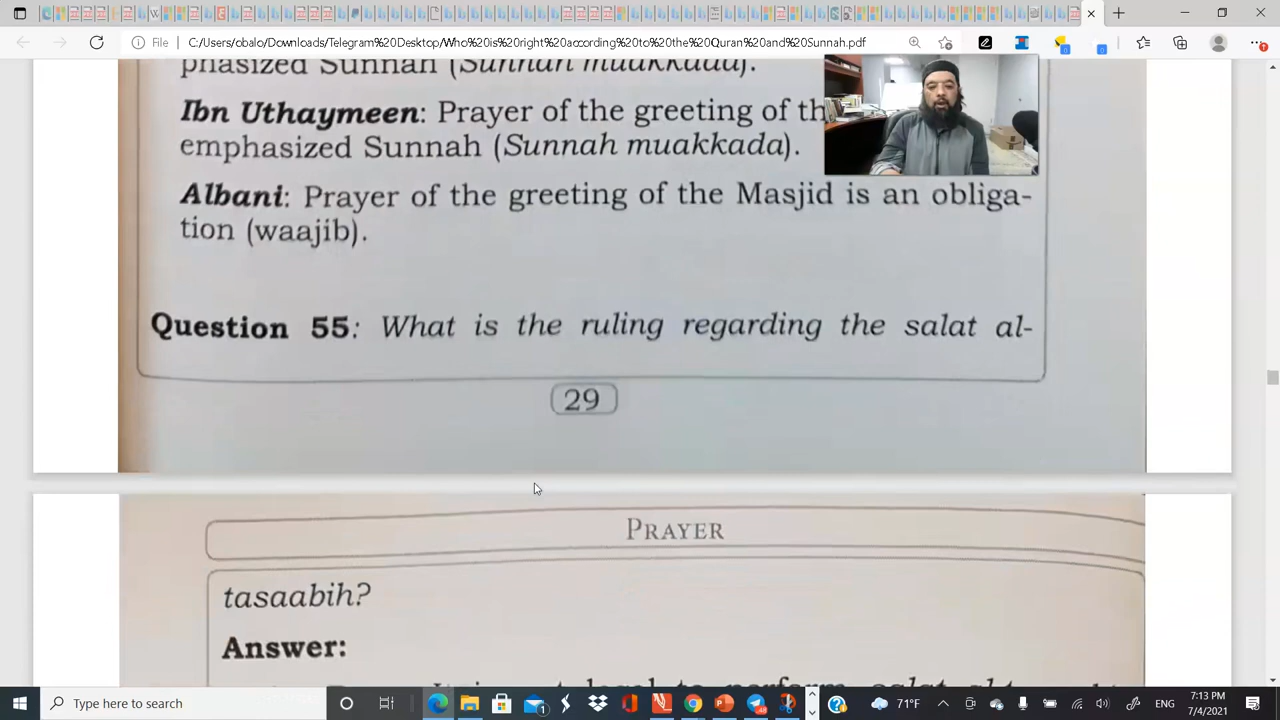 File
C:/Users/obalo/Downloads/Telegram%20Desktop/Who%20is%20right%20according%20to%20the%20Quran%20and%20Sunnah.pdf
phasized Sunnah (Sunnah muakkada).
Ibn Uthaymeen: Prayer of the greeting of th
emphasized Sunnah (Sunnah muakkada).
Albani: Prayer of the greeting of the Masjid is an obliga-
tion (waajib).
Question 55: What is the ruling regarding the salat al-
29
PRAYER
tasaabih?
Answer:
Type here to search
71°F
ENG
7:13 PM
7/4/2021